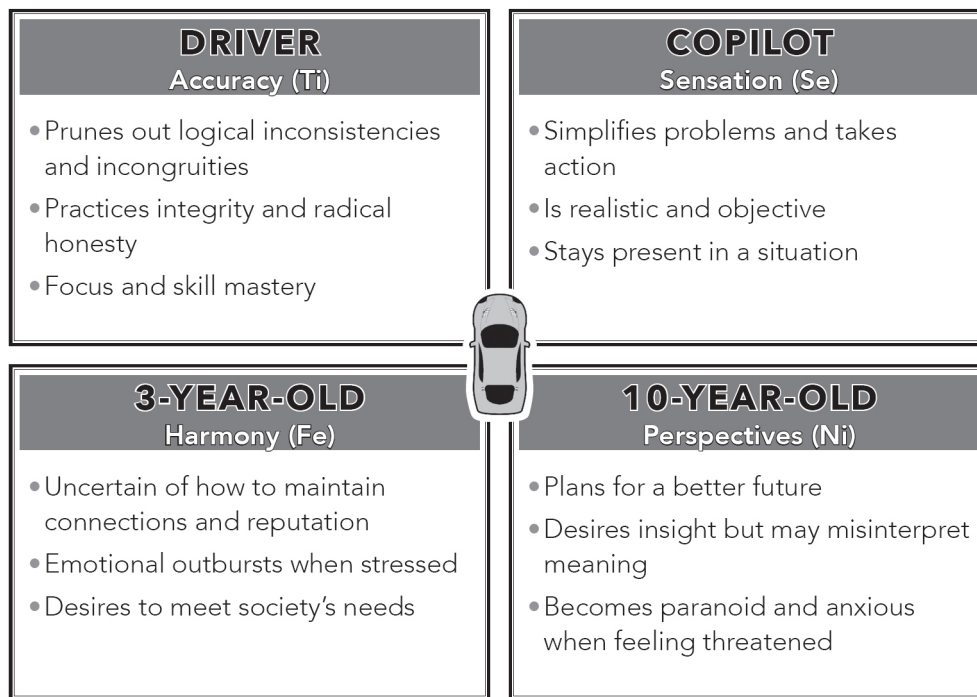 DRIVER
Accuracy (Ti)
• Prunes out logical inconsistencies
and incongruities
• Practices integrity and radical
honesty
• Focus and skill mastery
COPILOT
Sensation (Se)
• Simplifies problems and takes
action
• Is realistic and objective
• Stays present in a situation
3-YEAR-OLD
Harmony (Fe)
• Uncertain of how to maintain
connections and reputation
• Emotional outbursts when stressed
• Desires to meet society’s needs
10-YEAR-OLD
Perspectives (Ni)
• Plans for a better future
• Desires insight but may misinterpret
meaning
• Becomes paranoid and anxious
when feeling threatened